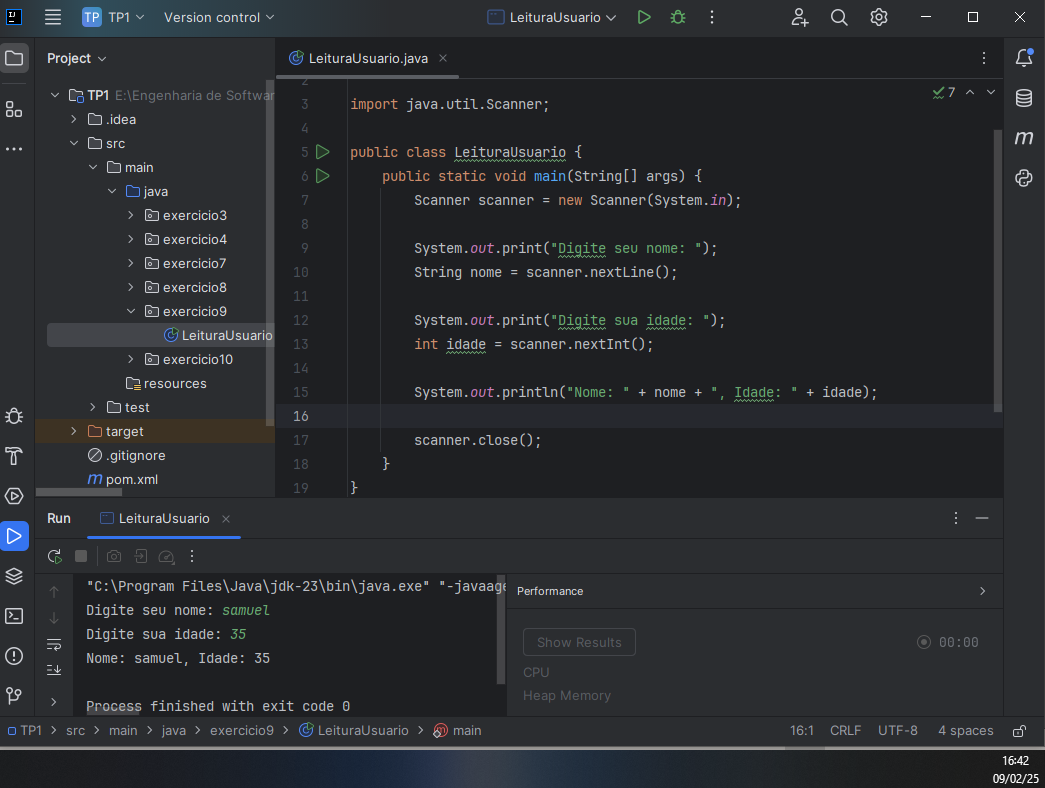 TP TP1 Version control LeituraUsuario
Project
LeituraUsuario.java
TP1 E:\Engenharia de Softwar
.idea
src
main
java
exercicio3
exercicio4
exercicio7
exercicio8
exercicio9
LeituraUsuario
exercicio10
resources
test
target
.gitignore
m pom.xml
7
2
3 import java.util.Scanner;
4
5 public class LeituraUsuario {
6 public static void main(String[] args) {
7 Scanner scanner = new Scanner(System.in);
8
9 System.out.print("Digite seu nome: ");
10 String nome = scanner.nextLine();
11
12 System.out.print("Digite sua idade: ");
13 int idade = scanner.nextInt();
14
15 System.out.println("Nome: " + nome + ", Idade: " + idade);
16
17 scanner.close();
18 }
19 }
m
Run LeituraUsuario
"C:\Program Files\Java\jdk-23\bin\java.exe" "-javaage
Digite seu nome: samuel
Digite sua idade: 35
Nome: samuel, Idade: 35
Process finished with exit code 0
Performance
Show Results 00:00
CPU
Heap Memory
TP1 > src > main > java > exercicio9 > LeituraUsuario > m main 16:1 CRLF UTF-8 4 spaces
16:42
09/02/25